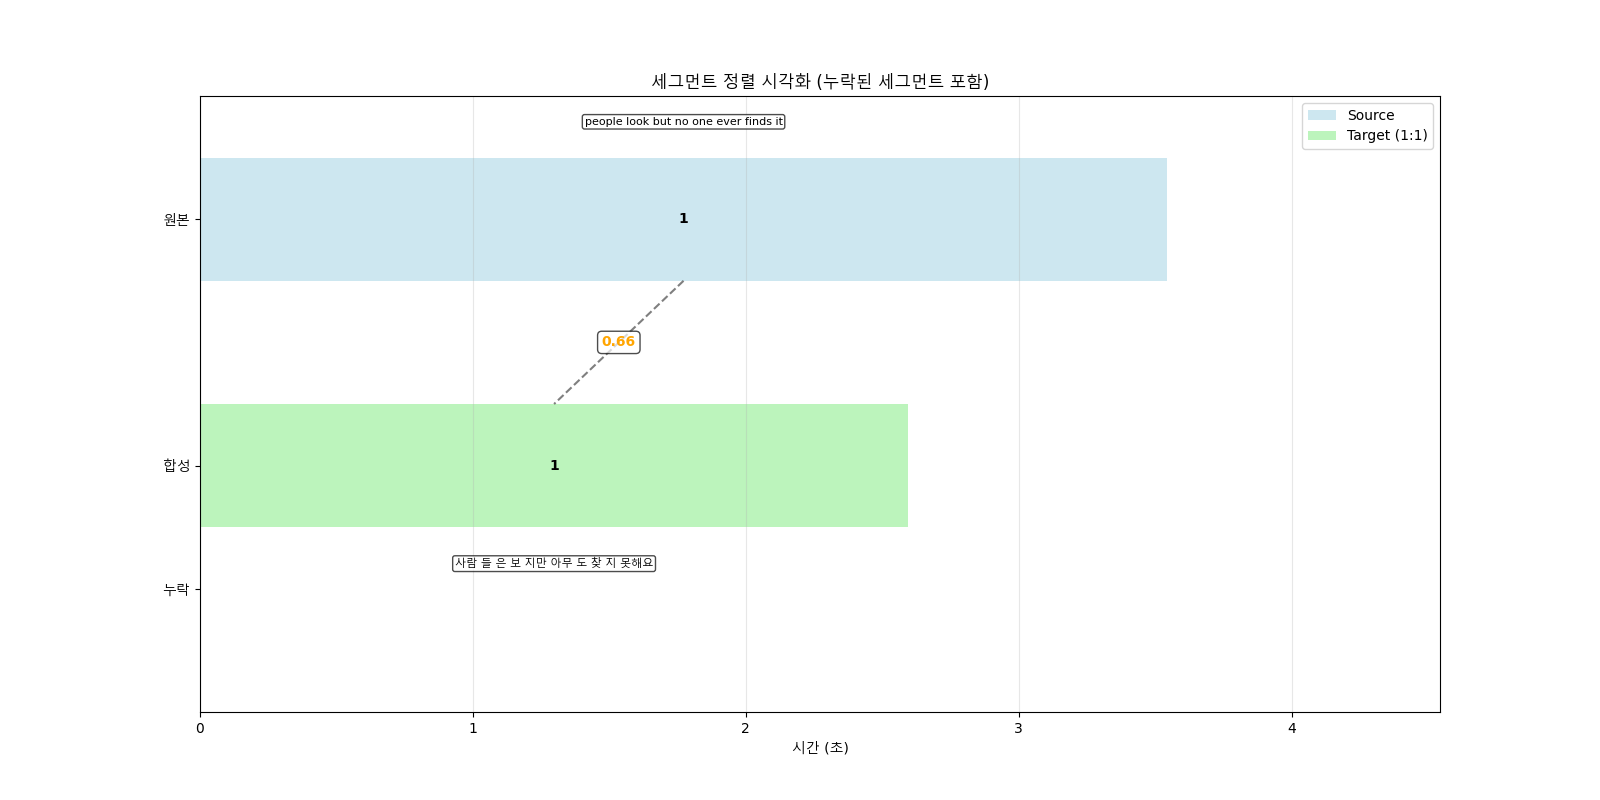 세그먼트 정렬 시각화 (누락된 세그먼트 포함)
people look but no one ever finds it
Source
Target (1:1)
원본
1
0.66
합성
1
사람 들 은 보 지만 아무 도 찾 지 못해요
누락
0 1 2 3 4
시간 (초)